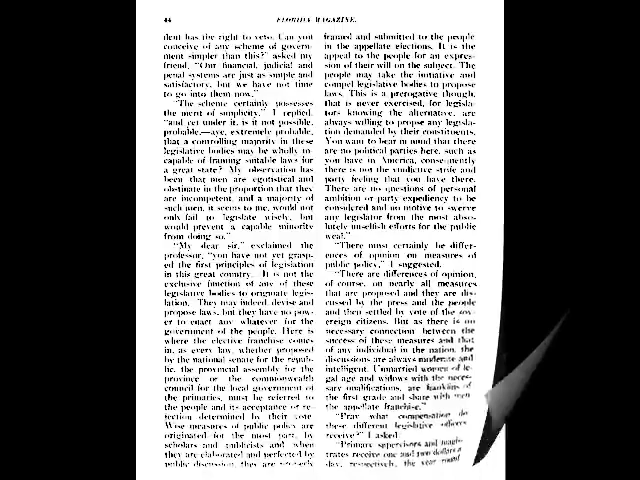 44
FLORIDA MAGAZINE.
dent has the right to veto. Can you
conceive of any scheme of govern-
ment simpler than this?" asked my
friend. "Our financial, judicial and
penal systems are just as simple and
satisfactory, but we have not time
to go into them now."
"The scheme certainly possesses
the merit of simplicity," I replied,
"and yet under it, is it not possible,
probable,—aye, extremely probable,
that a controlling majority in these
legislative bodies may be wholly in-
capable of framing suitable laws for
a great state? My observation has
been that men are egotistical and
obstinate in the proportion that they
are incompetent, and a majority of
such men, it seems to me, would not
only fail to legislate wisely, but
would prevent a capable minority
from doing so."
"My dear sir," exclaimed the
professor, "you have not yet grasp-
ed the first principles of legislation
in this great country. It is not the
exclusive function of any of these
legislative bodies to originate legis-
lation. They may indeed devise and
propose laws, but they have no pow-
er to enact any whatever for the
government of the people. Here is
where the elective franchise comes
in, as every law, whether proposed
by the national senate for the repub-
lic, the provincial assembly for the
province or the commonwealth
council for the local government of
the primaries, must be referred to
the people and its acceptance or re-
jection determined by their vote.
Wise measures of public policy are
originated for the most part, by
scholars and publicists and when
they are elaborated and perfected by
public discussion, they are properly
framed and submitted to the people
in the appellate elections. It is the
appeal to the people for an expres-
sion of their will on the subject. The
people may take the initiative and
compel legislative bodies to propose
laws. This is a prerogative though,
that is never exercised, for legisla-
tors knowing the alternative, are
always willing to propse any legisla-
tion demanded by their constituents.
You want to bear in mind that there
are no political parties here, such as
you have in America, consequently
there is not the vindictive strife and
party feeling that you have there.
There are no questions of personal
ambition or party expediency to be
considered and no motive to swerve
any legislator from the most abso-
lutely unselfish efforts for the public
weal."
"There must certainly be differ-
ences of opinion on measures of
public policy," I suggested.
"There are differences of opinion,
of course, on nearly all measures
that are proposed and they are dis-
cussed by the press and the people
and then settled by vote of the sov-
ereign citizens. But as there is no
necessary connection between the
success of these measures and that
of any individual in the nation, the
discussions are always moderate and
intelligent. Unmarried women of le-
gal age and widows with the neces-
sary qualifications, are
the first grade and share with men
the appellate franchise."
"Pray what compensation do
these different legislative officers
receive?" I asked.
"Primary supervisors and magis-
trates receive one and two dollars a
day, respectively, the year round